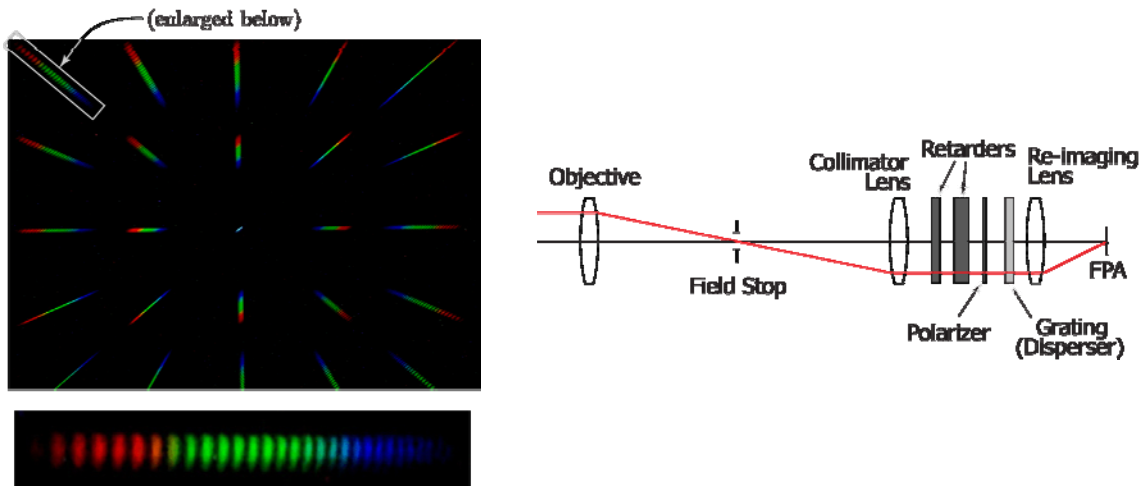 (enlarged below)
Objective
Collimator
Lens
Retarders
Re-imaging
Lens
Field Stop
FPA
Polarizer
Grating
(Disperser)